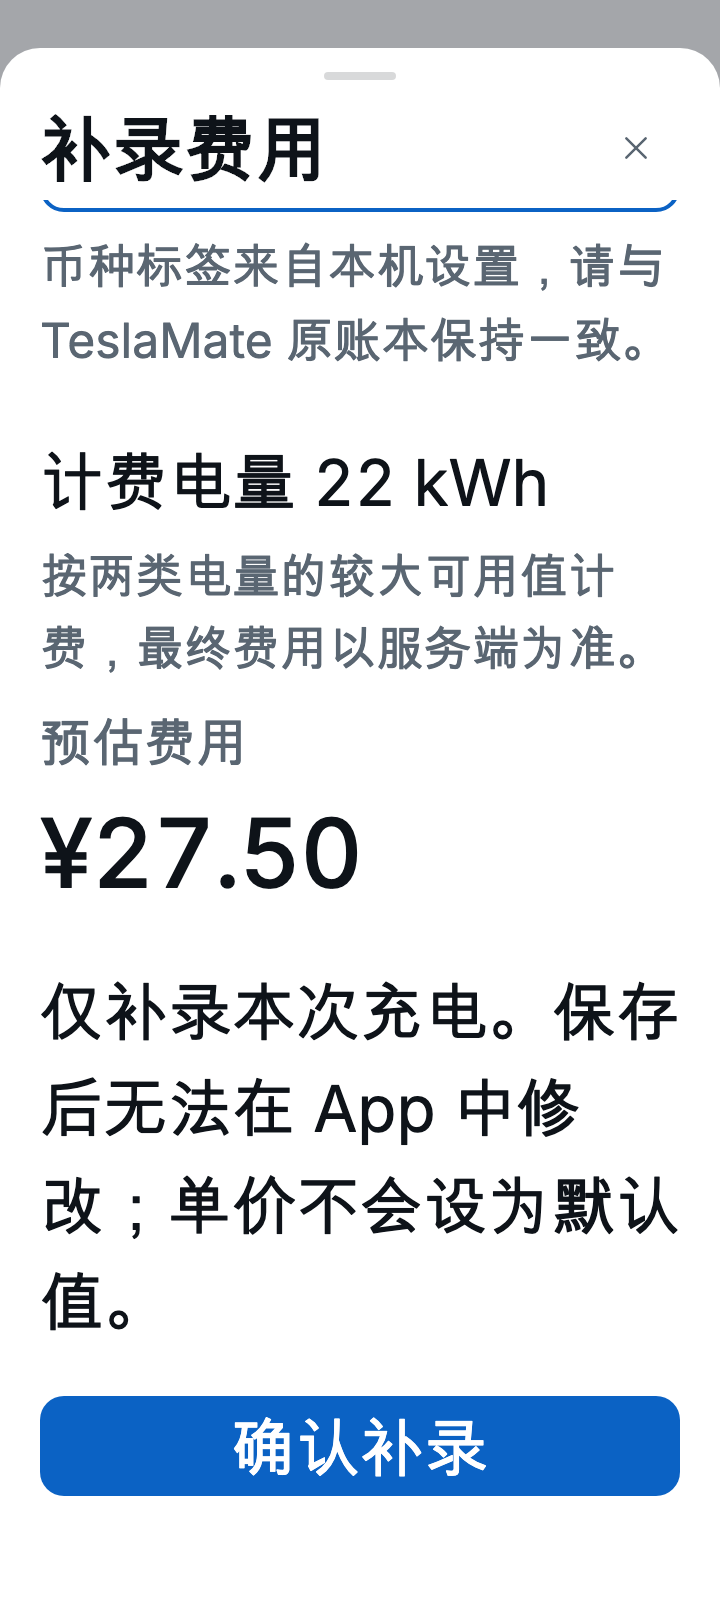 补录费用
币种标签来自本机设置，请与
TeslaMate 原账本保持一致。
计费电量 22 kWh
按两类电量的较大可用值计
费，最终费用以服务端为准。
预估费用
¥27.50
仅补录本次充电。保存
后无法在 App 中修
改；单价不会设为默认
值。
确认补录